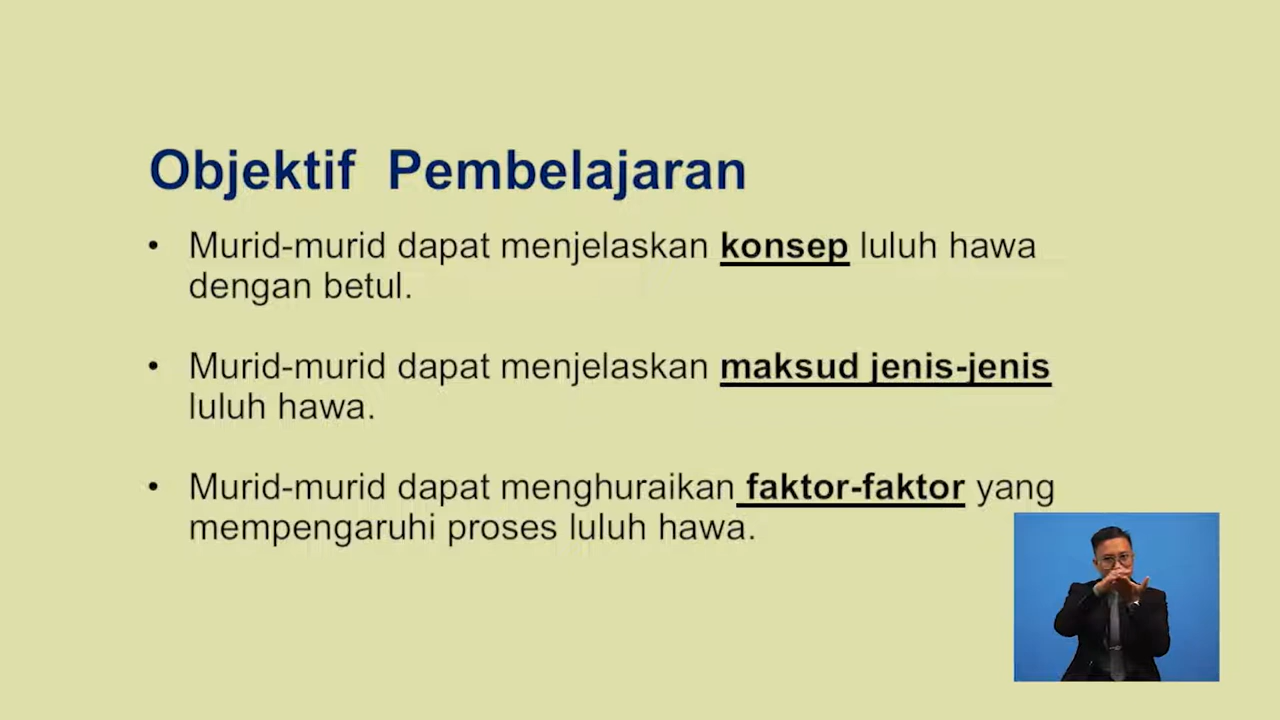 Objektif Pembelajaran
• Murid-murid dapat menjelaskan konsep luluh hawa
dengan betul.
• Murid-murid dapat menjelaskan maksud jenis-jenis
luluh hawa.
• Murid-murid dapat menghuraikan faktor-faktor yang
mempengaruhi proses luluh hawa.